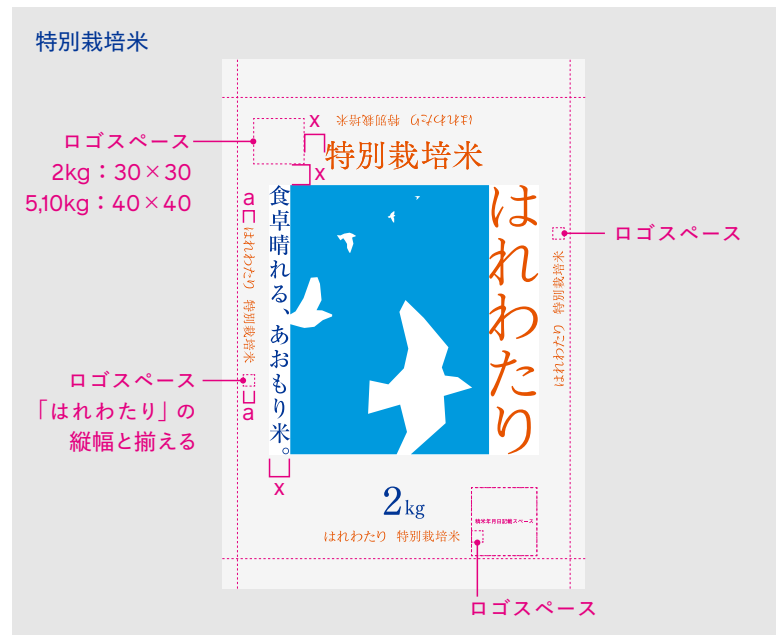 特別栽培米
はれわたり 特別栽培米
ロゴスペース
2kg：30×30
5,10kg：40×40
x
x
特別栽培米
a
はれわたり 特別栽培米
食卓晴れる、あおもり米。
はれわたり
ロゴスペース
はれわたり 特別栽培米
ロゴスペース
「はれわたり」の
縦幅と揃える
a
x
2kg
精米年月日記載スペース
はれわたり 特別栽培米
ロゴスペース